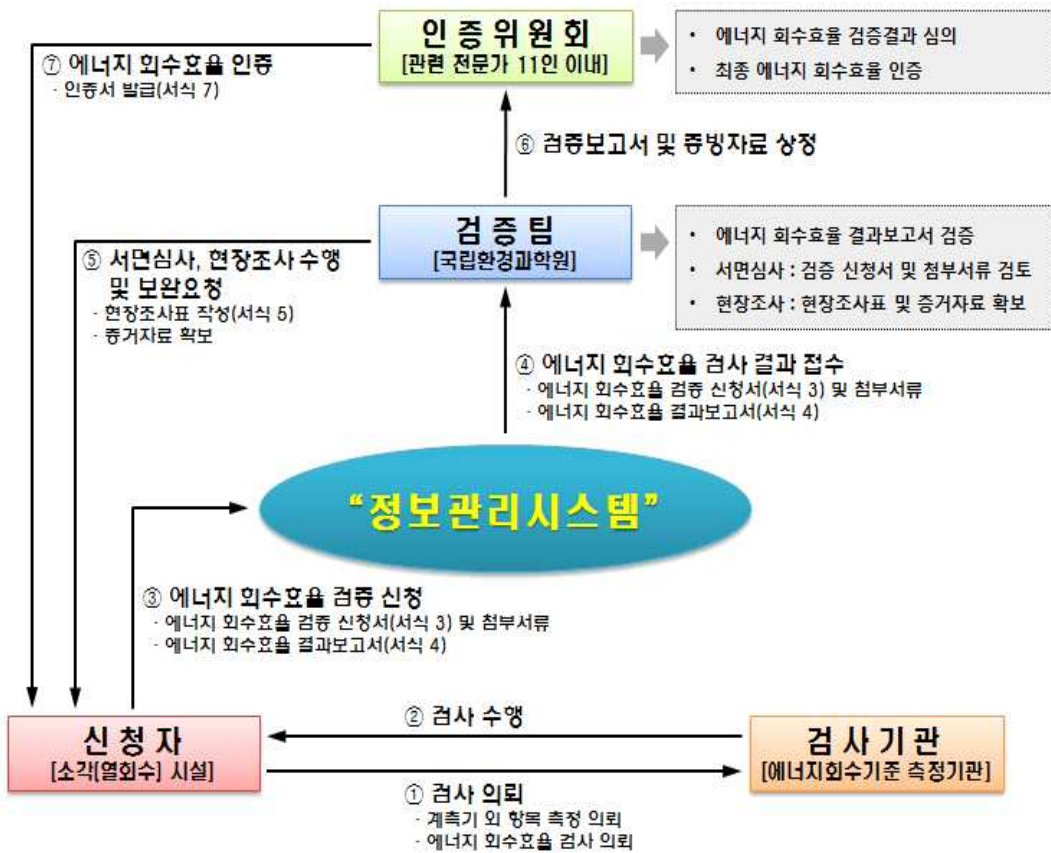 인증위원회
[관련 전문가 11인 이내]
• 에너지 회수효율 검증결과 심의
• 최종 에너지 회수효율 인증
⑦ 에너지 회수효율 인증
- 인증서 발급(서식 7)
⑥ 검증보고서 및 증빙자료 상정
검증팀
[국립환경과학원]
• 에너지 회수효율 결과보고서 검증
• 서면심사 : 검증 신청서 및 첨부서류 검토
• 현장조사 : 현장조사표 및 증거자료 확보
⑤ 서면심사, 현장조사 수행
및 보완요청
- 현장조사표 작성(서식 5)
- 증거자료 확보
④ 에너지 회수효율 검사 결과 접수
- 에너지 회수효율 검증 신청서(서식 3) 및 첨부서류
- 에너지 회수효율 결과보고서(서식 4)
“정보관리시스템”
③ 에너지 회수효율 검증 신청
- 에너지 회수효율 검증 신청서(서식 3) 및 첨부서류
- 에너지 회수효율 결과보고서(서식 4)
② 검사 수행
신청자
[소각(열회수) 시설]
검사기관
[에너지회수기준 측정기관]
① 검사 의뢰
- 계측기 외 항목 측정 의뢰
- 에너지 회수효율 검사 의뢰